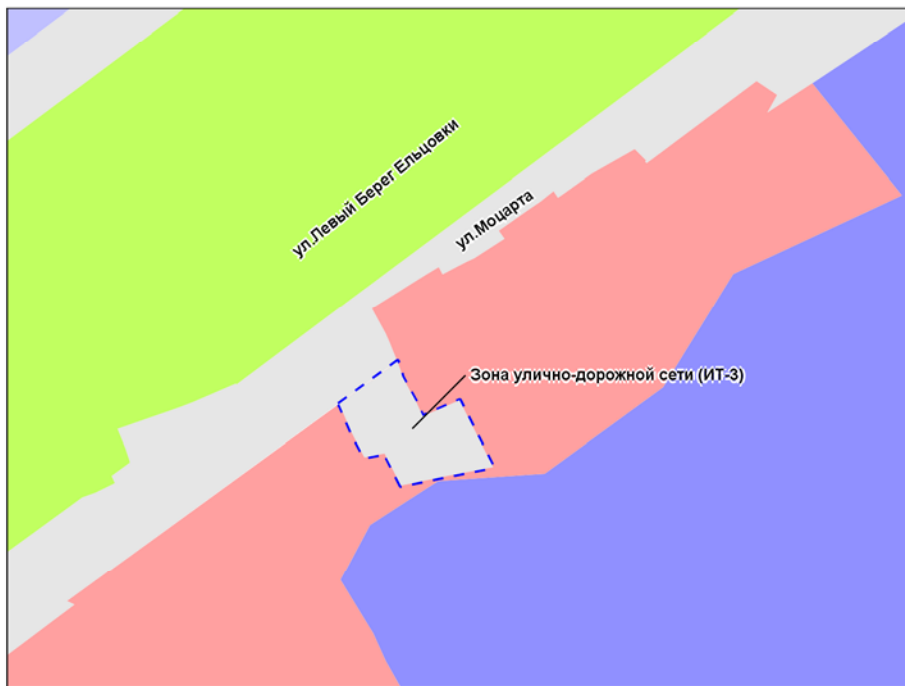 ул.Левый Берег Ельцовки
ул.Моцарта
Зона улично-дорожной сети (ИТ-3)